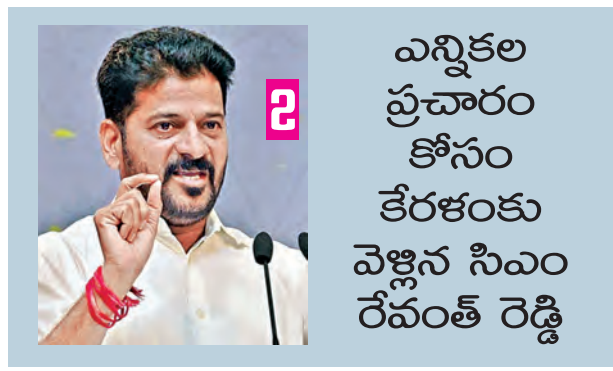 2
ఎన్నికల
ప్రచారం
కోసం
కేరళంకు
వెళ్లిన సిఎం
రేవంత్ రెడ్డి